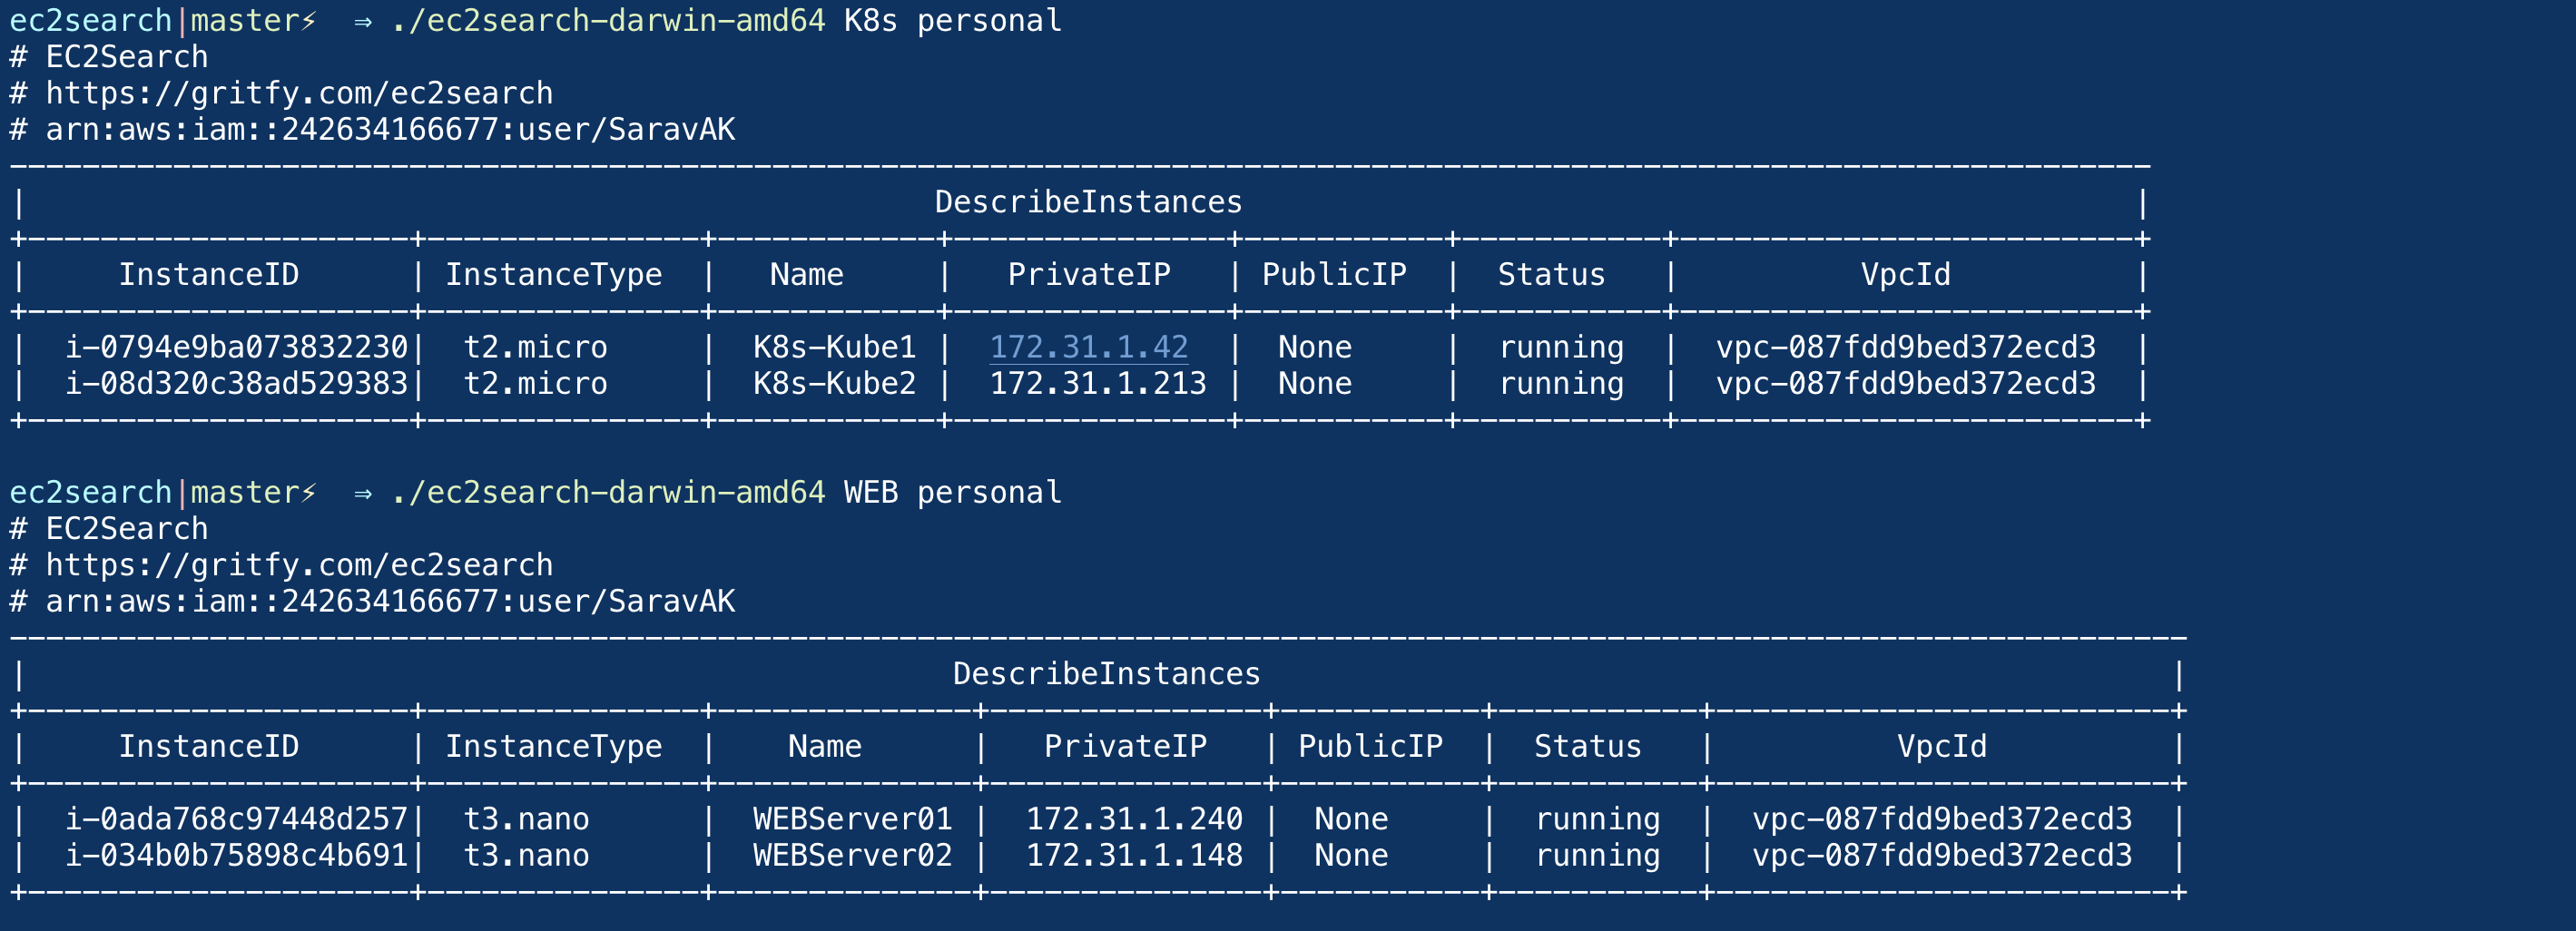 ec2search|master⚡ ⇒ ./ec2search-darwin-amd64 K8s personal
# EC2Search
# https://gritfy.com/ec2search
# arn:aws:iam::242634166677:user/SaravAK
----------------------------------------------------------------------------------------------------------------------
|                                                  DescribeInstances                                                 |
+---------------------+---------------+------------+---------------+-----------+-----------+-------------------------+
|     InstanceID      | InstanceType  |   Name     |   PrivateIP   | PublicIP  |  Status   |          VpcId          |
+---------------------+---------------+------------+---------------+-----------+-----------+-------------------------+
|  i-0794e9ba073832230|  t2.micro     |  K8s-Kube1 |  172.31.1.42  |  None     |  running  |  vpc-087fdd9bed372ecd3  |
|  i-08d320c38ad529383|  t2.micro     |  K8s-Kube2 |  172.31.1.213 |  None     |  running  |  vpc-087fdd9bed372ecd3  |
+---------------------+---------------+------------+---------------+-----------+-----------+-------------------------+
ec2search|master⚡ ⇒ ./ec2search-darwin-amd64 WEB personal
# EC2Search
# https://gritfy.com/ec2search
# arn:aws:iam::242634166677:user/SaravAK
------------------------------------------------------------------------------------------------------------------------
|                                                   DescribeInstances                                                  |
+---------------------+---------------+--------------+---------------+-----------+-----------+-------------------------+
|     InstanceID      | InstanceType  |    Name      |   PrivateIP   | PublicIP  |  Status   |          VpcId          |
+---------------------+---------------+--------------+---------------+-----------+-----------+-------------------------+
|  i-0ada768c97448d257|  t3.nano      |  WEBServer01 |  172.31.1.240 |  None     |  running  |  vpc-087fdd9bed372ecd3  |
|  i-034b0b75898c4b691|  t3.nano      |  WEBServer02 |  172.31.1.148 |  None     |  running  |  vpc-087fdd9bed372ecd3  |
+---------------------+---------------+--------------+---------------+-----------+-----------+-------------------------+